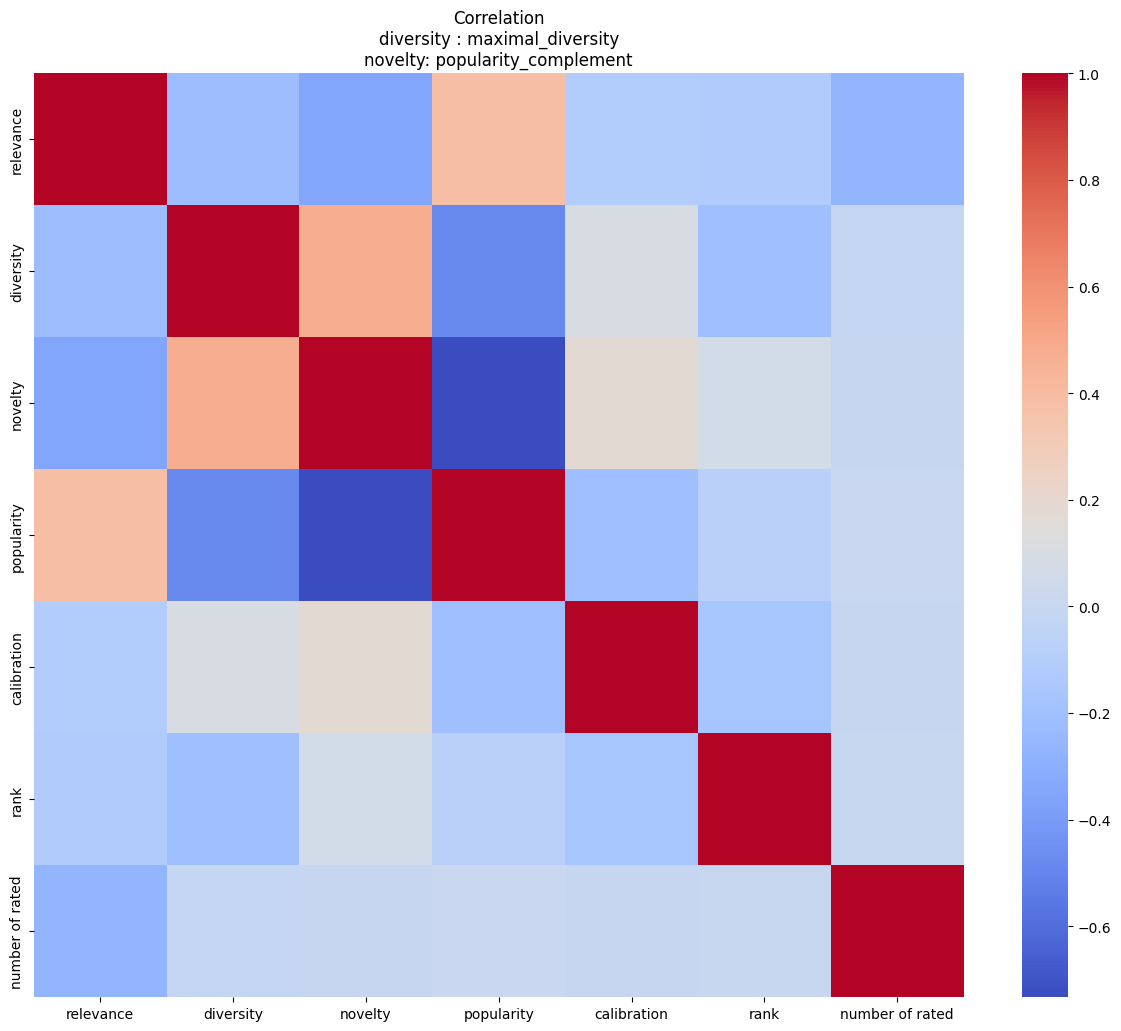 Correlation
diversity : maximal_diversity
novelty: popularity_complement
relevance
diversity
novelty
popularity
calibration
rank
number of rated
relevance diversity novelty popularity calibration rank number of rated
1.0
0.8
0.6
0.4
0.2
0.0
−0.2
−0.4
−0.6